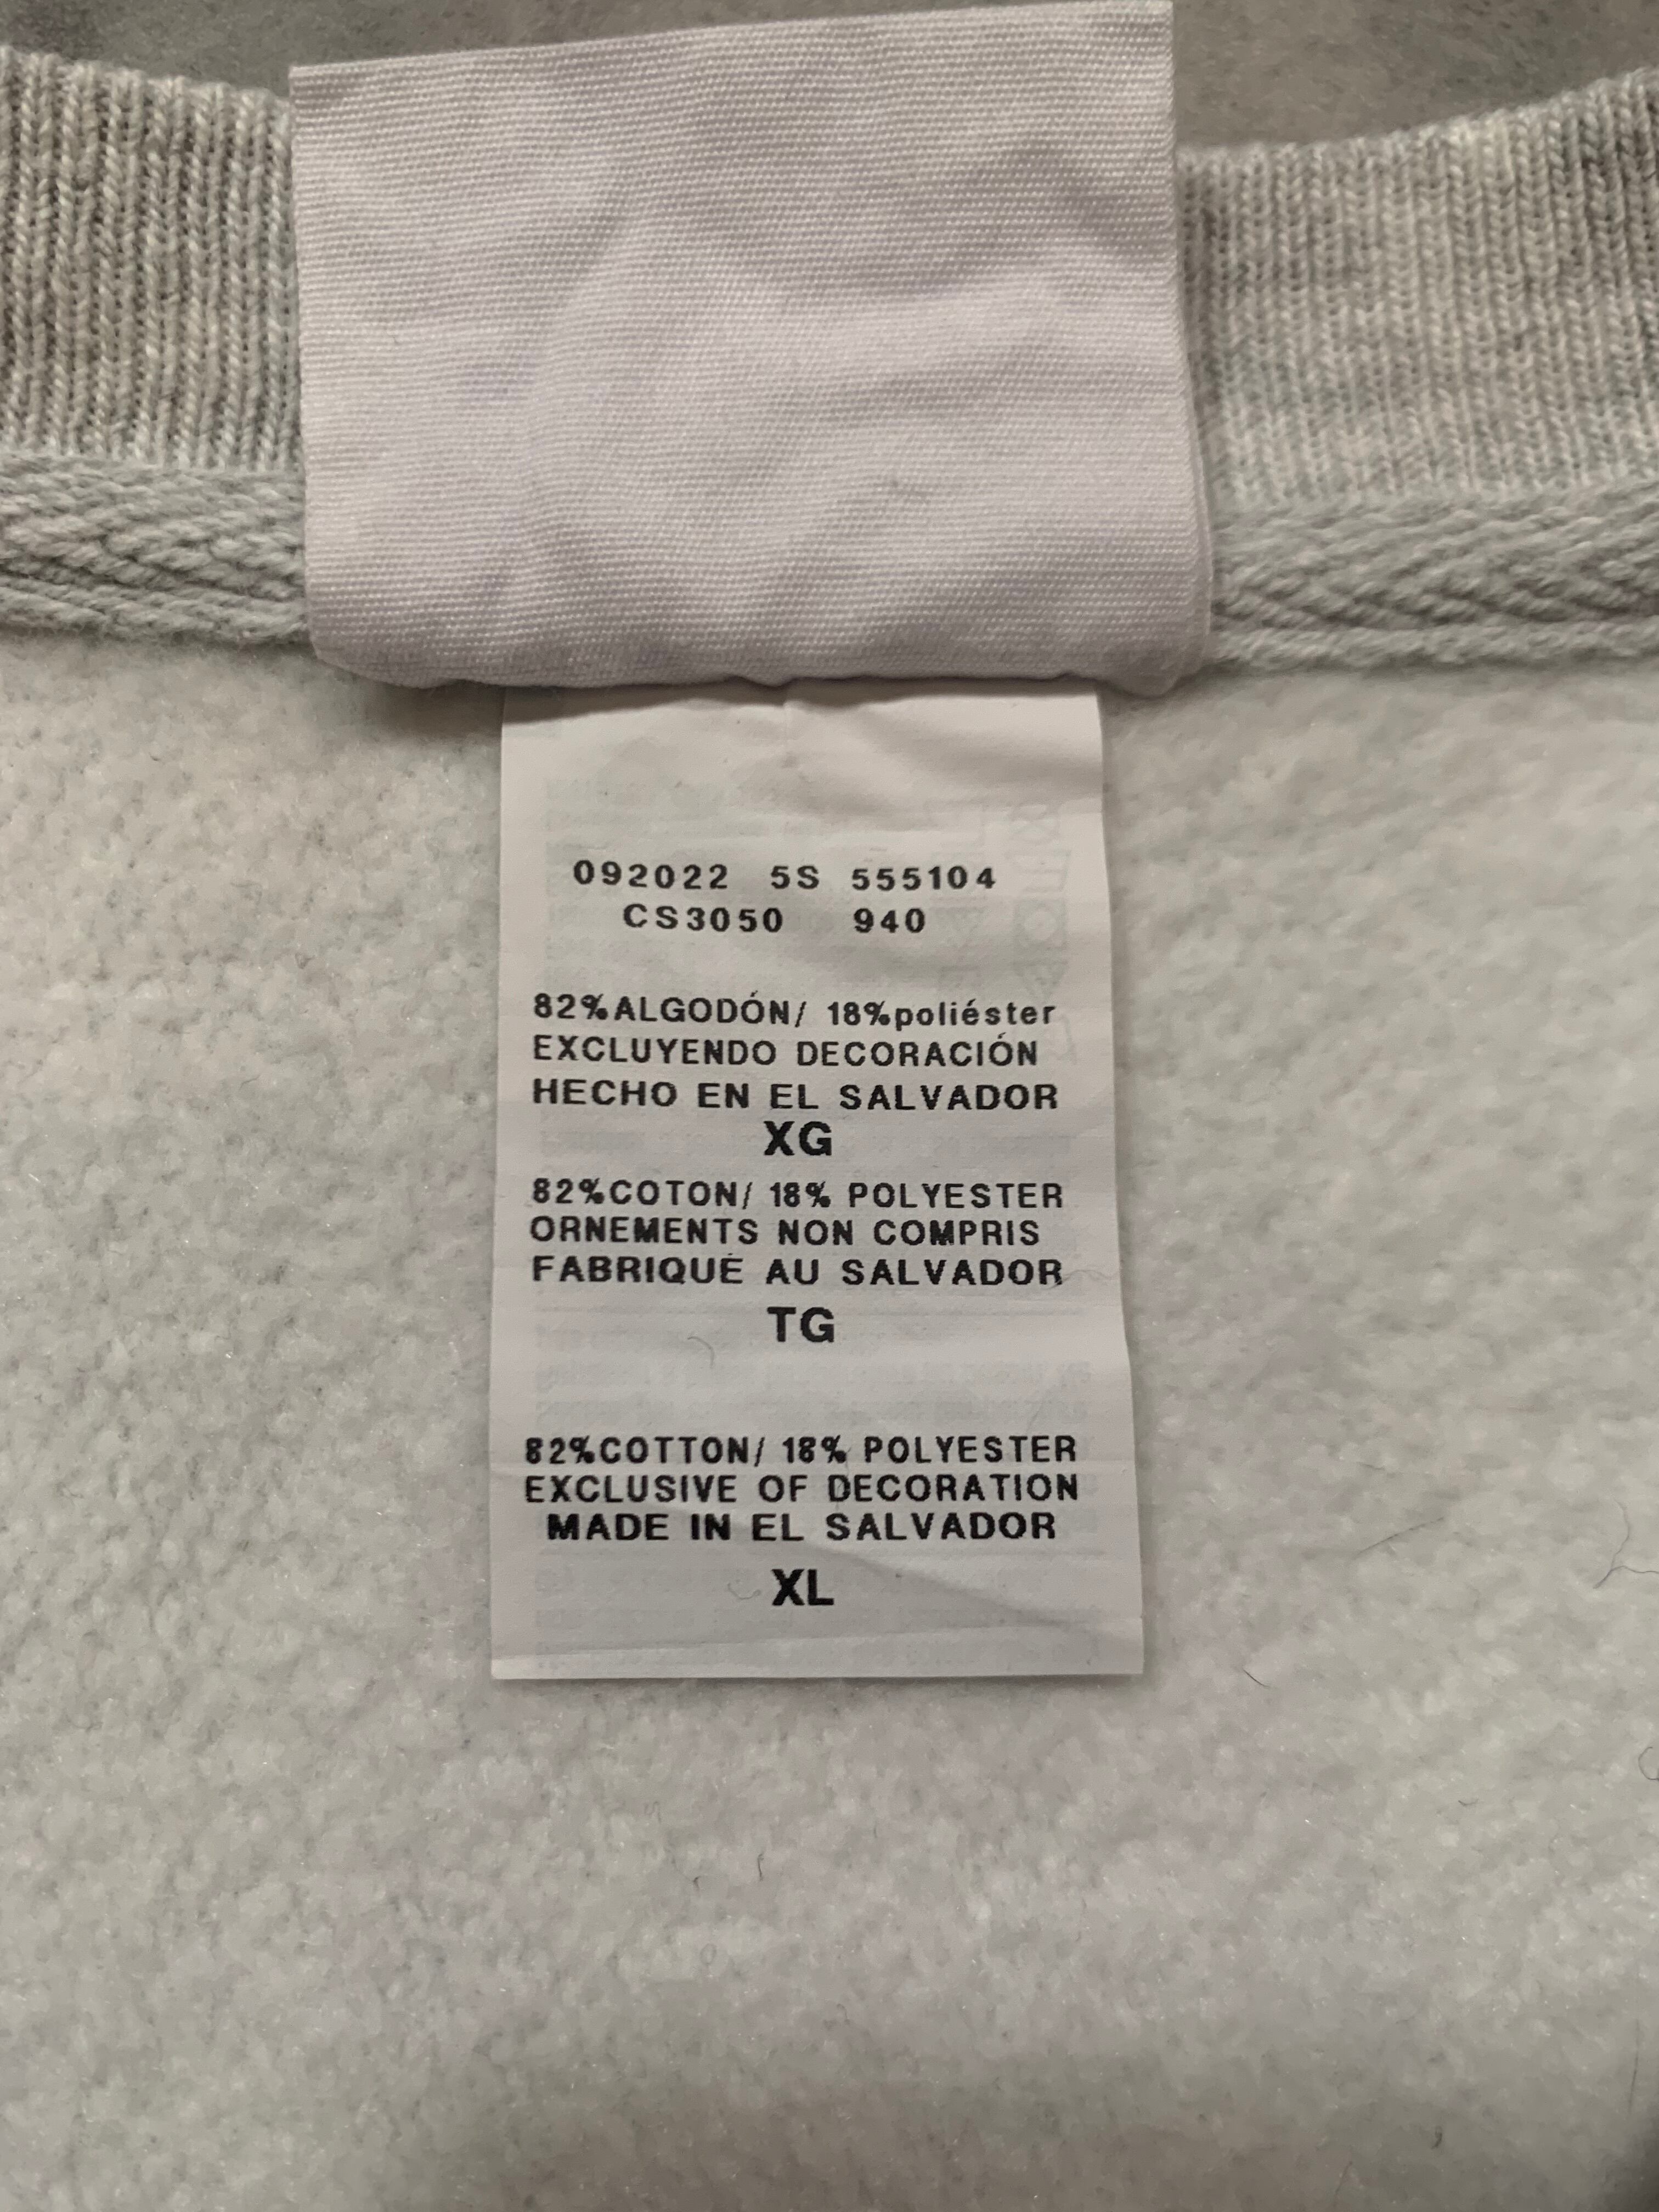 092022 5S 555104
CS3050 940
82%ALGODÓN/ 18%poliéster
EXCLUYENDO DECORACIÓN
HECHO EN EL SALVADOR
XG
82%COTON/ 18% POLYESTER
ORNEMENTS NON COMPRIS
FABRIQUÉ AU SALVADOR
TG
82%COTTON/ 18% POLYESTER
EXCLUSIVE OF DECORATION
MADE IN EL SALVADOR
XL